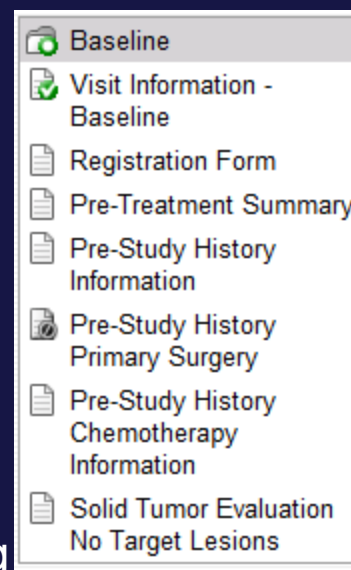 Baseline
Visit Information -
Baseline
Registration Form
Pre-Treatment Summary
Pre-Study History
Information
Pre-Study History
Primary Surgery
Pre-Study History
Chemotherapy
Information
Solid Tumor Evaluation
No Target Lesions